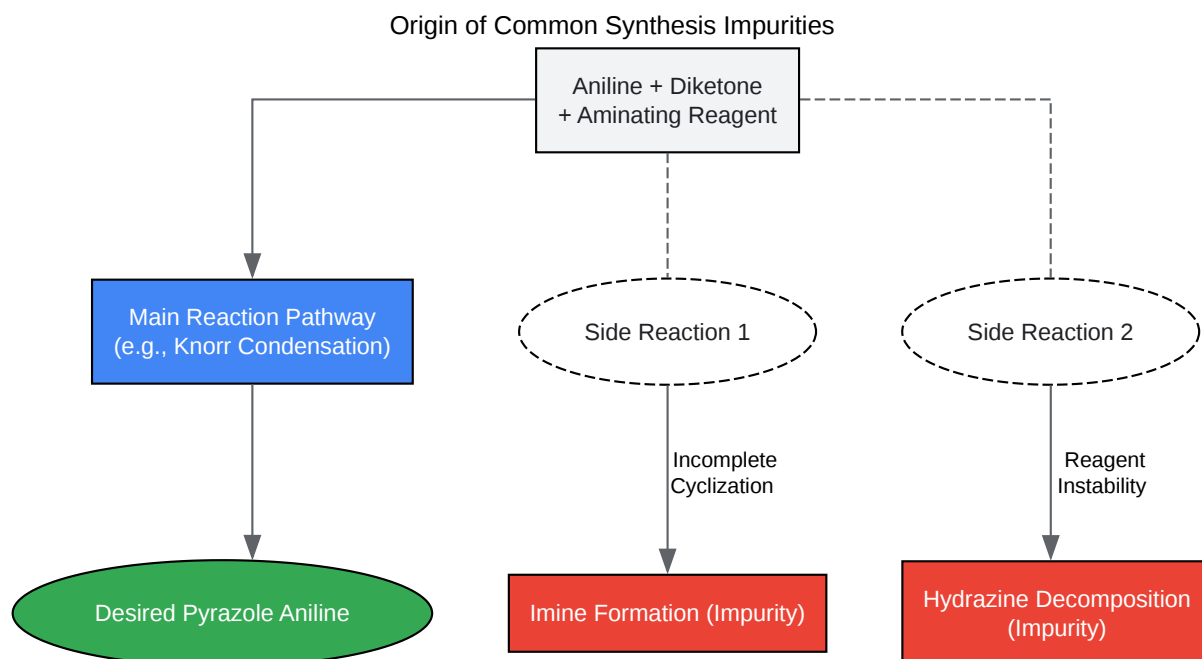 Origin of Common Synthesis Impurities
Aniline + Diketone
+ Aminating Reagent
Main Reaction Pathway
(e.g., Knorr Condensation)
Side Reaction 1
Side Reaction 2
Incomplete
Cyclization
Reagent
Instability
Desired Pyrazole Aniline
Imine Formation (Impurity)
Hydrazine Decomposition
(Impurity)